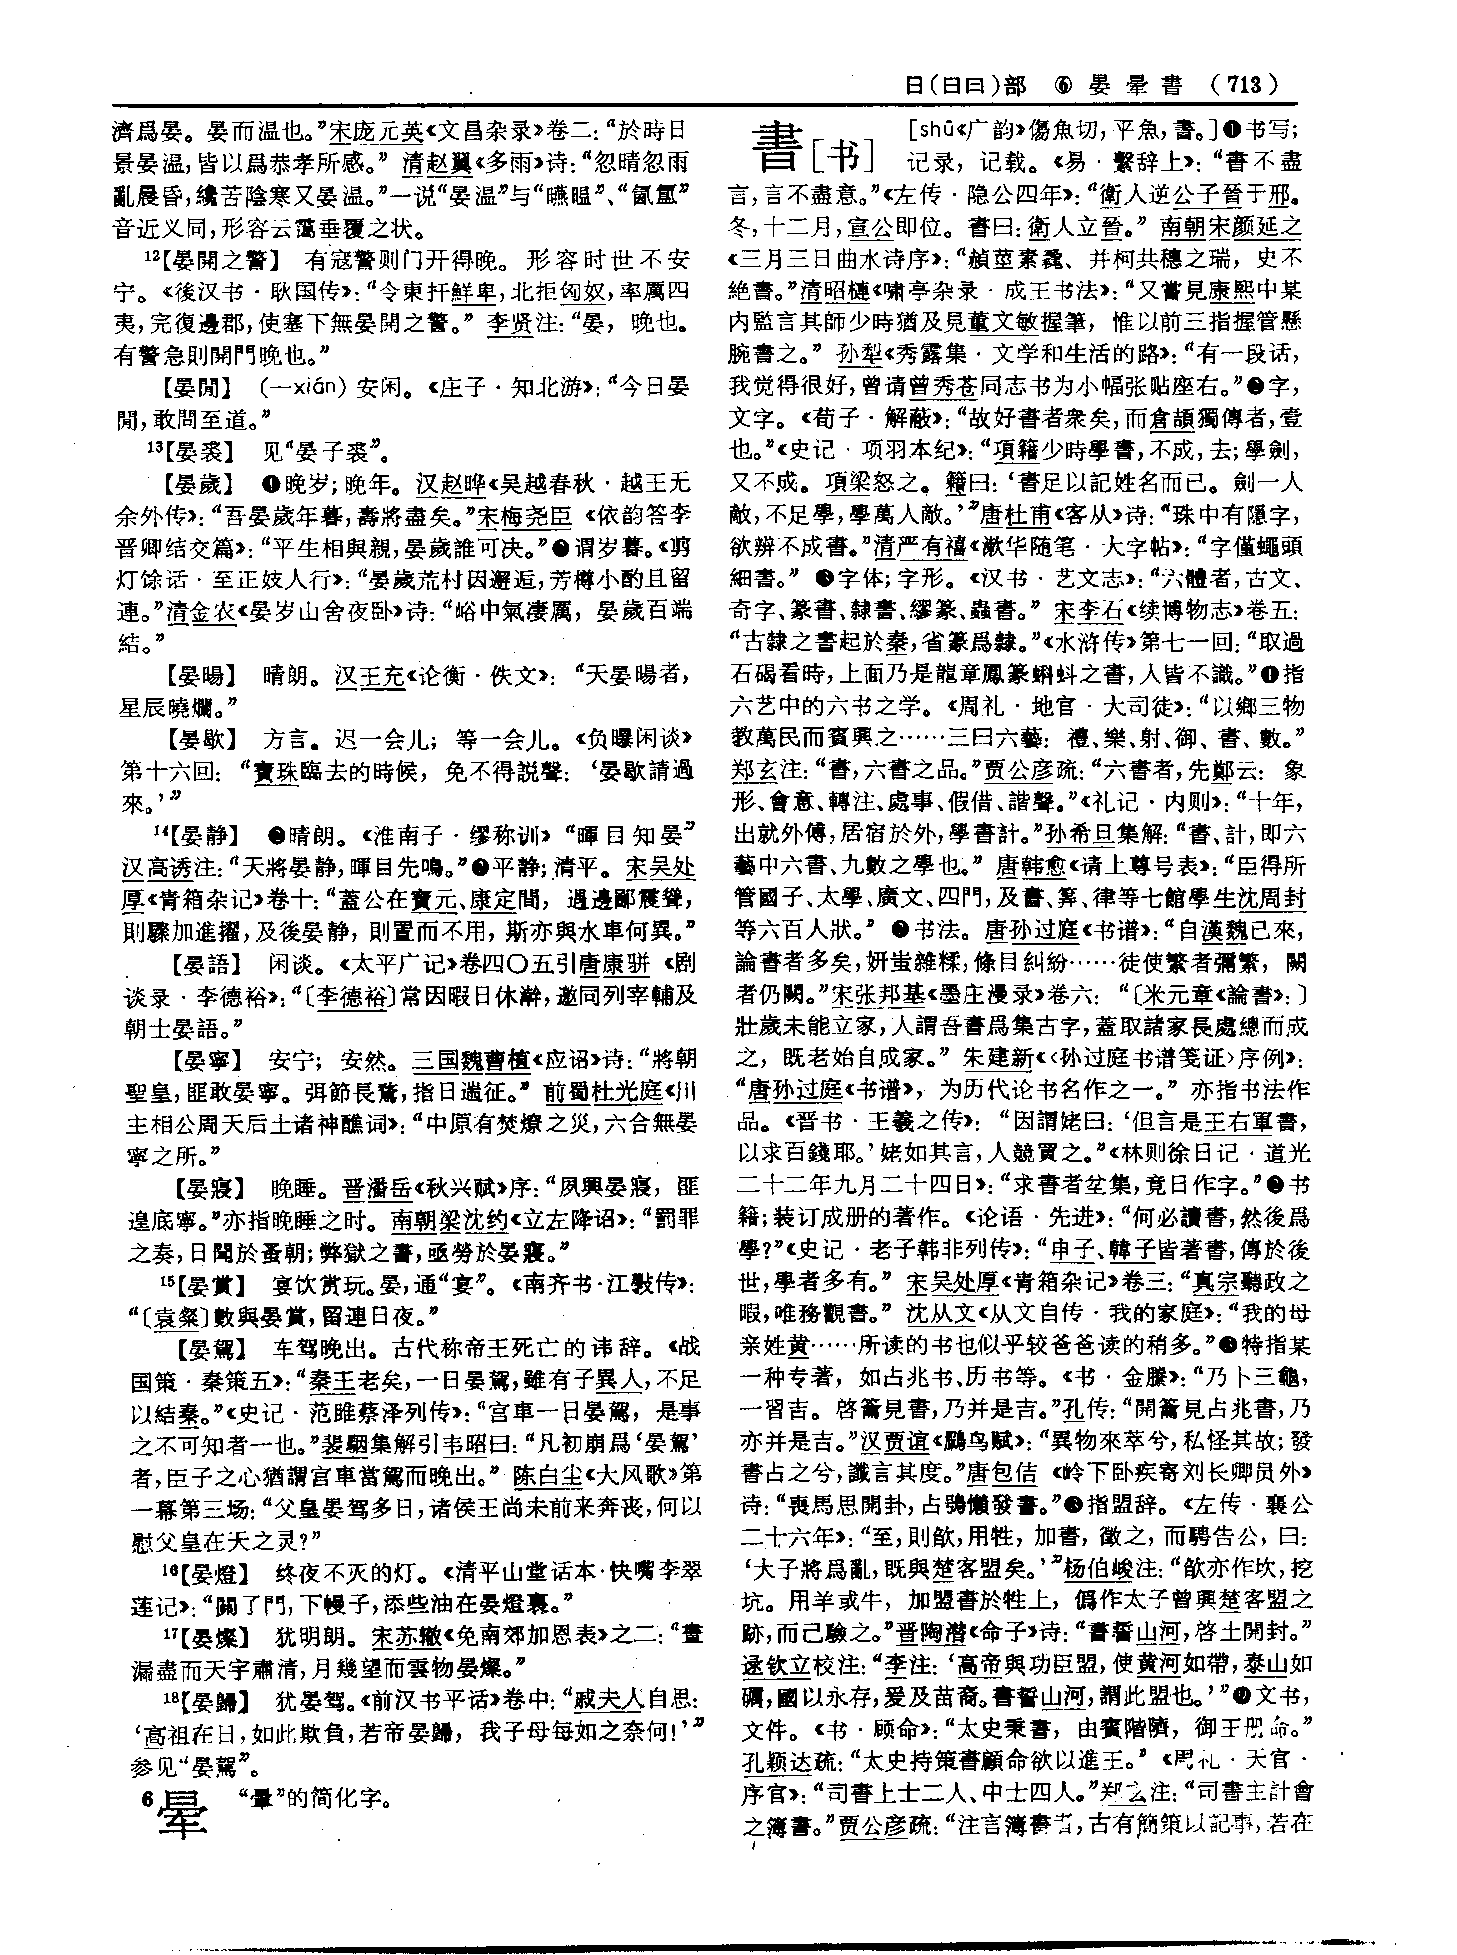 日(日曰)部 ⑥ 晏 晕 書 (713)
濟爲晏。晏而温也。”宋庞元英《文昌杂录》卷二:“於時日
景晏温,皆以爲恭孝所感。” 清赵翼《多雨》诗:“忽晴忽雨
亂晨昏,纔苦陰寒又晏温。”一说“晏温”与“嚥昷”、“氤氲”
音近义同,形容云霭垂覆之状。
12【晏開之警】 有寇警则门开得晚。形容时世不安
宁。《後汉书·耿国传》:“令東扞鮮卑,北拒匈奴,率厲四
夷,完復邊郡,使塞下無晏開之警。” 李贤注:“晏,晚也。
有警急則開門晚也。”
【晏閒】 (—xián) 安闲。《庄子·知北游》:“今日晏
閒,敢問至道。”
13【晏裘】 见“晏子裘”。
【晏歲】 ❶晚岁;晚年。汉赵晔《吴越春秋·越王无
余外传》:“吾晏歲年暮,壽將盡矣。”宋梅尧臣《依韵答李
晋卿结交篇》:“平生相與親,晏歲誰可决。”❷谓岁暮。《剪
灯馀话·至正妓人行》:“晏歲荒村因邂逅,芳樽小酌且留
連。”清金农《晏岁山舍夜卧》诗:“峪中氣凄厲,晏歲百端
結。”
【晏暘】 晴朗。汉王充《论衡·佚文》:“天晏暘者,
星辰曉爛。”
【晏歇】 方言。迟一会儿;等一会儿。《负曝闲谈》
第十六回:“寶珠臨去的時候,免不得説聲:‘晏歇請過
來。’”
14【晏静】 ❶晴朗。《淮南子·缪称训》“暉目知晏”
汉高诱注:“天將晏静,暉目先鳴。”❷平静;清平。宋吴处
厚《青箱杂记》卷十:“蓋公在寶元、康定間,遇邊鄙震聳,
則驟加進擢,及後晏静,則置而不用,斯亦與水車何異。”
【晏語】 闲谈。《太平广记》卷四〇五引唐康骈《剧
谈录·李德裕》:“〔李德裕〕常因暇日休澣,邀同列宰輔及
朝士晏語。”
【晏寧】 安宁;安然。三国魏曹植《应诏》诗:“將朝
聖皇,匪敢晏寧。弭節長騖,指日遄征。” 前蜀杜光庭《川
主相公周天后土诸神醮词》:“中原有焚燎之災,六合無晏
寧之所。”
【晏寢】 晚睡。晋潘岳《秋兴赋》序:“夙興晏寢,匪
遑底寧。”亦指晚睡之时。南朝梁沈约《立左降诏》:“罰罪
之奏,日聞於蚤朝;弊獄之書,亟勞於晏寢。”
15【晏賞】 宴饮赏玩。晏,通“宴”。《南齐书·江斅传》:
“〔袁粲〕數與晏賞,留連日夜。”
【晏駕】 车驾晚出。古代称帝王死亡的讳辞。《战
国策·秦策五》:“秦王老矣,一日晏駕,雖有子異人,不足
以結秦。”《史记·范雎蔡泽列传》:“宫車一日晏駕,是事
之不可知者一也。”裴駰集解引韦昭曰:“凡初崩爲‘晏駕’
者,臣子之心猶謂宫車當駕而晚出。” 陈白尘《大风歌》第
一幕第三场:“父皇晏驾多日,诸侯王尚未前来奔丧,何以
慰父皇在天之灵?”
16【晏燈】 终夜不灭的灯。《清平山堂话本·快嘴李翠
莲记》:“關了門,下幔子,添些油在晏燈裏。”
17【晏燦】 犹明朗。宋苏辙《免南郊加恩表》之二:“晝
漏盡而天宇肅清,月幾望而雲物晏燦。”
18【晏歸】 犹晏驾。《前汉书平话》卷中:“戚夫人自思:
‘高祖在日,如此欺負,若帝晏歸,我子母每如之奈何!’”
参见“晏駕”。
6晕 “暈”的简化字。
書[书] [shū《广韵》傷魚切,平魚,書。]❶书写;
记录,记载。《易·繫辞上》:“書不盡
言,言不盡意。”《左传·隐公四年》:“衛人逆公子晉于邢。
冬,十二月,宣公即位。書曰:衛人立晉。” 南朝宋颜延之
《三月三日曲水诗序》:“赬莖素毳、并柯共穗之瑞,史不
絶書。”清昭梿《啸亭杂录·成王书法》:“又嘗見康熙中某
内監言其師少時猶及見董文敏握筆,惟以前三指握管懸
腕書之。” 孙犁《秀露集·文学和生活的路》:“有一段话,
我觉得很好,曾请曾秀苍同志书为小幅张贴座右。”❷字,
文字。《荀子·解蔽》:“故好書者衆矣,而倉頡獨傳者,壹
也。”《史记·项羽本纪》:“項籍少時學書,不成,去;學劍,
又不成。項梁怒之。籍曰:‘書足以記姓名而已。劍一人
敵,不足學,學萬人敵。’”唐杜甫《客从》诗:“珠中有隱字,
欲辨不成書。”清严有禧《漱华随笔·大字帖》:“字僅蠅頭
細書。” ❸字体;字形。《汉书·艺文志》:“六體者,古文、
奇字、篆書、隸書、繆篆、蟲書。” 宋李石《续博物志》卷五:
“古隸之書起於秦,省篆爲隸。”《水浒传》第七一回:“取過
石碣看時,上面乃是龍章鳳篆蝌蚪之書,人皆不識。”❹指
六艺中的六书之学。《周礼·地官·大司徒》:“以鄉三物
教萬民而賓興之……三曰六藝:禮、樂、射、御、書、數。”
郑玄注:“書,六書之品。”贾公彦疏:“六書者,先鄭云:象
形、會意、轉注、處事、假借、諧聲。”《礼记·内则》:“十年,
出就外傅,居宿於外,學書計。”孙希旦集解:“書、計,即六
藝中六書、九數之學也。” 唐韩愈《请上尊号表》:“臣得所
管國子、太學、廣文、四門,及書、筭、律等七館學生沈周封
等六百人狀。” ❺书法。唐孙过庭《书谱》:“自漢魏已來,
論書者多矣,妍蚩雜糅,條目糾紛……徒使繁者彌繁,闕
者仍闕。”宋张邦基《墨庄漫录》卷六:“〔米元章《論書》:〕
壯歲未能立家,人謂吾書爲集古字,蓋取諸家長處總而成
之,既老始自成家。” 朱建新《〈孙过庭书谱笺证〉序例》:
“唐孙过庭《书谱》,为历代论书名作之一。” 亦指书法作
品。《晋书·王羲之传》:“因謂姥曰:‘但言是王右軍書,
以求百錢耶。’姥如其言,人競買之。”《林则徐日记·道光
二十二年九月二十四日》:“求書者坌集,竟日作字。”❻书
籍;装订成册的著作。《论语·先进》:“何必讀書,然後爲
學?”《史记·老子韩非列传》:“申子、韓子皆著書,傳於後
世,學者多有。” 宋吴处厚《青箱杂记》卷三:“真宗聽政之
暇,唯務觀書。” 沈从文《从文自传·我的家庭》:“我的母
亲姓黄……所读的书也似乎较爸爸读的稍多。”❼特指某
一种专著,如占兆书、历书等。《书·金縢》:“乃卜三龜,
一習吉。啓籥見書,乃并是吉。”孔传:“開籥見占兆書,乃
亦并是吉。”汉贾谊《鵩鸟赋》:“異物來萃兮,私怪其故;發
書占之兮,讖言其度。”唐包佶《岭下卧疾寄刘长卿员外》
诗:“喪馬思開卦,占鴞懶發書。”❽指盟辞。《左传·襄公
二十六年》:“至,則歃,用牲,加書,徵之,而騁告公,曰:
‘大子將爲亂,既與楚客盟矣。’”杨伯峻注:“歃亦作坎,挖
坑。用羊或牛,加盟書於牲上,僞作太子曾與楚客盟之
跡,而己驗之。”晋陶潜《命子》诗:“書誓山河,啓土開封。”
逯钦立校注:“李注:‘高帝與功臣盟,使黄河如帶,泰山如
礪,國以永存,爰及苗裔。書誓山河,謂此盟也。’”❾文书,
文件。《书·顾命》:“太史秉書,由賓階隮,御王册命。”
孔颖达疏:“太史持策書顧命欲以進王。” 《周礼·天官·
序官》:“司書上士二人、中士四人。”郑玄注:“司書主計會
之簿書。”贾公彦疏:“注言簿書者,古有簡策以記事,若在